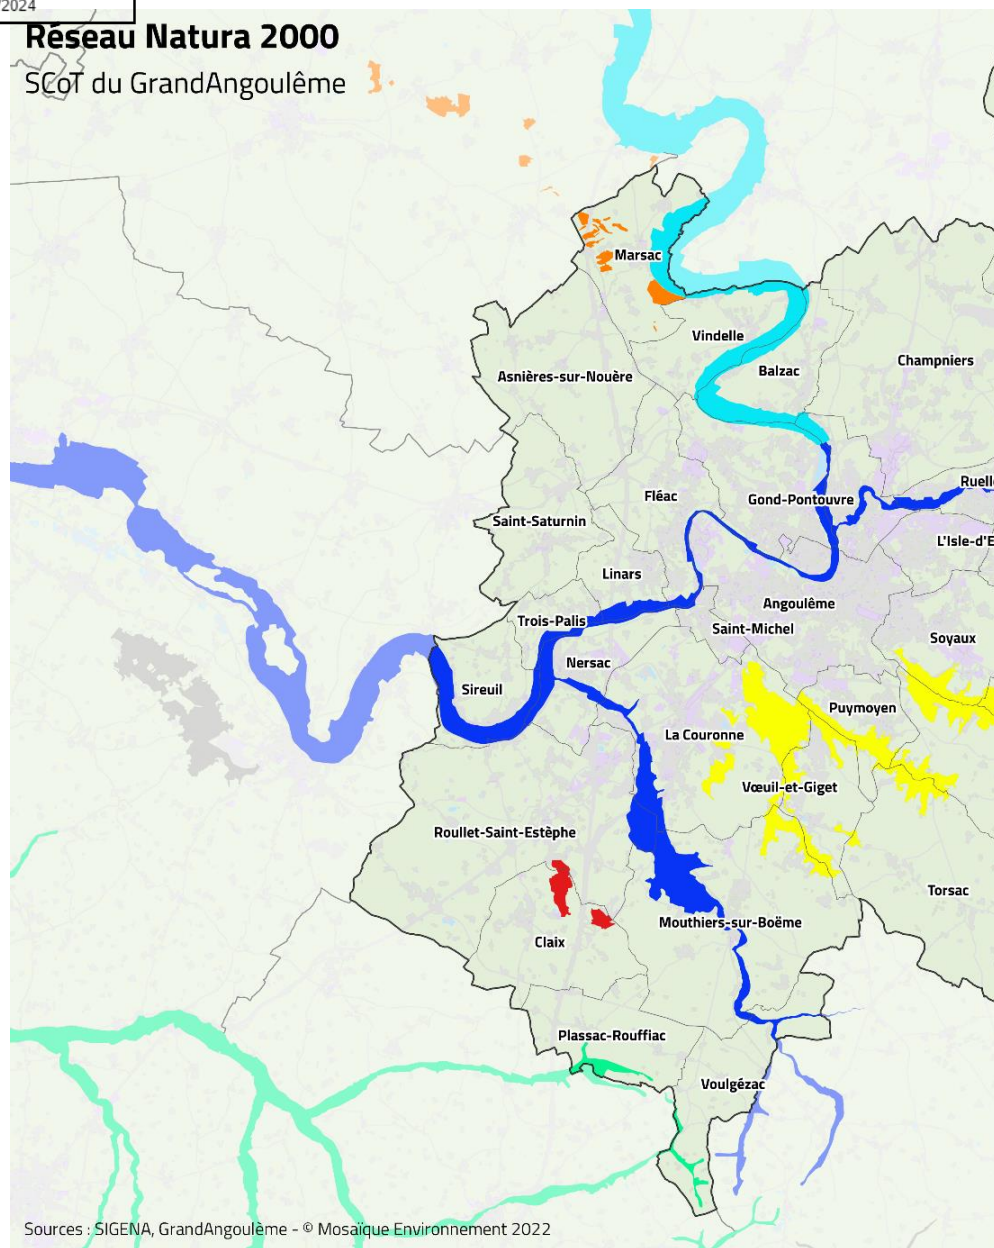 /2024
Réseau Natura 2000
SCoT du GrandAngoulême
Marsac
Vindelle
Balzac
Champniers
Asnières-sur-Nouère
Fléac
Gond-Pontouvre
Ruelle
Saint-Saturnin
L'Isle-d'E
Linars
Angoulême
Trois-Palis
Saint-Michel
Soyaux
Nersac
Sireuil
Puymoyen
La Couronne
Vœuil-et-Giget
Roullet-Saint-Estèphe
Torsac
Mouthiers-sur-Boëme
Claix
Plassac-Rouffiac
Voulgézac
Sources : SIGENA, GrandAngoulême - © Mosaïque Environnement 2022